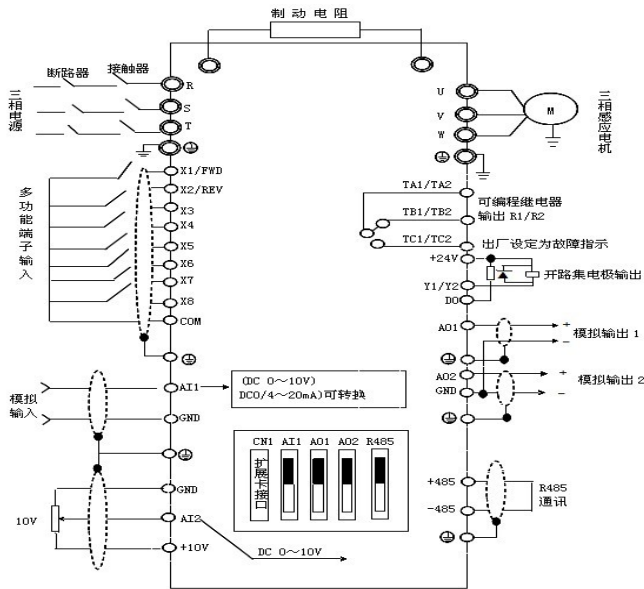 制动电阻
断路器
接触器
三相电源
R
S
T
X1/FWD
X2/REV
X3
X4
X5
X6
X7
X8
COM
多功能端子输入
AI1
GND
模拟输入
(DC 0～10V)
DC0/4～20mA)可转换
CN1 AI1 AO1 AO2 R485
扩展卡接口
GND
AI2
+10V
10V
DC 0～10V
U
V
W
M
三相感应电机
TA1/TA2
TB1/TB2
TC1/TC2
可编程继电器
输出 R1/R2
出厂设定为故障指示
+24V
Y1/Y2
DO
开路集电极输出
AO1
+
-
模拟输出 1
AO2
GND
+
-
模拟输出 2
+485
-485
R485
通讯